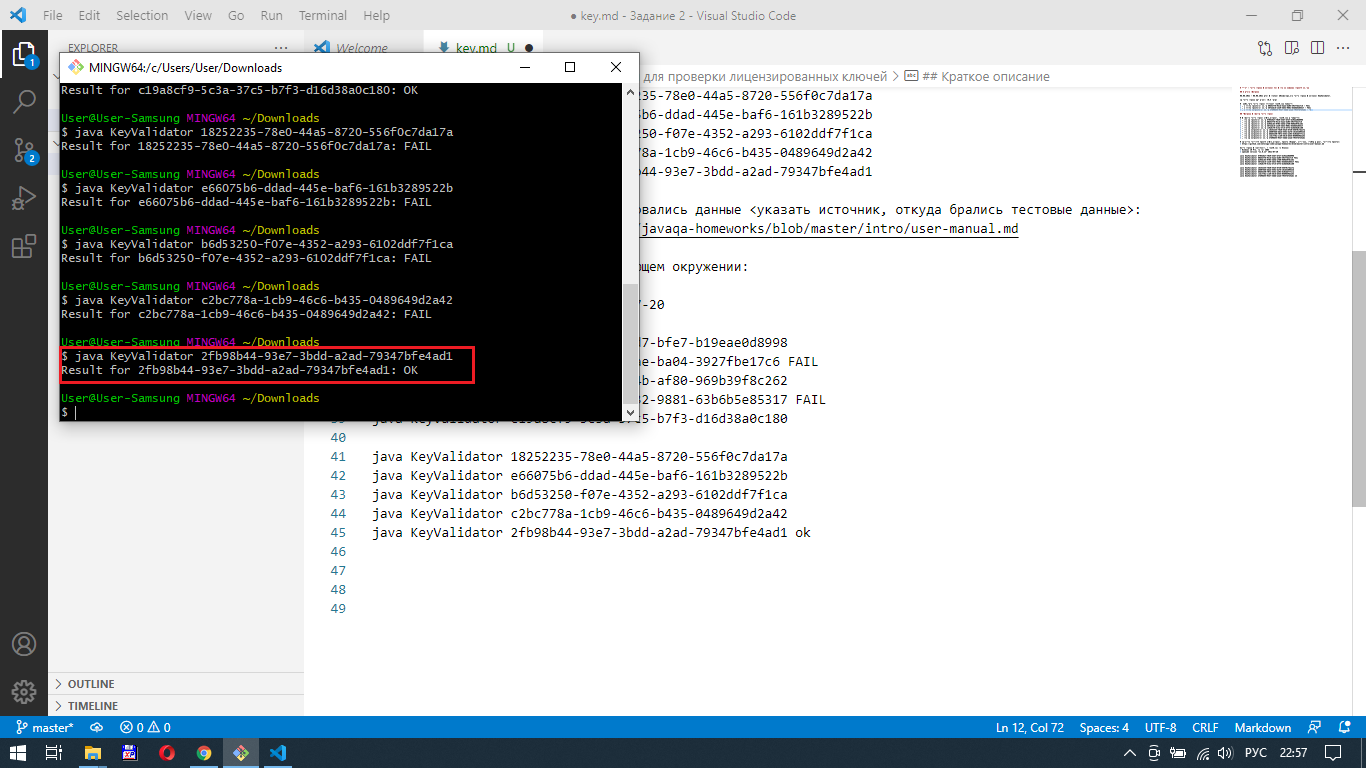 File Edit Selection View Go Run Terminal Help
● key.md - Задание 2 - Visual Studio Code
EXPLORER
Welcome
key.md U
MINGW64:/c/Users/User/Downloads
для проверки лицензированных ключей > ## Краткое описание
Result for c19a8cf9-5c3a-37c5-b7f3-d16d38a0c180: OK
User@User-Samsung MINGW64 ~/Downloads
$ java KeyValidator 18252235-78e0-44a5-8720-556f0c7da17a
Result for 18252235-78e0-44a5-8720-556f0c7da17a: FAIL
User@User-Samsung MINGW64 ~/Downloads
$ java KeyValidator e66075b6-ddad-445e-baf6-161b3289522b
Result for e66075b6-ddad-445e-baf6-161b3289522b: FAIL
User@User-Samsung MINGW64 ~/Downloads
$ java KeyValidator b6d53250-f07e-4352-a293-6102ddf7f1ca
Result for b6d53250-f07e-4352-a293-6102ddf7f1ca: FAIL
User@User-Samsung MINGW64 ~/Downloads
$ java KeyValidator c2bc778a-1cb9-46c6-b435-0489649d2a42
Result for c2bc778a-1cb9-46c6-b435-0489649d2a42: FAIL
User@User-Samsung MINGW64 ~/Downloads
$ java KeyValidator 2fb98b44-93e7-3bdd-a2ad-79347bfe4ad1
Result for 2fb98b44-93e7-3bdd-a2ad-79347bfe4ad1: OK
User@User-Samsung MINGW64 ~/Downloads
$
35-78e0-44a5-8720-556f0c7da17a
b6-ddad-445e-baf6-161b3289522b
50-f07e-4352-a293-6102ddf7f1ca
8a-1cb9-46c6-b435-0489649d2a42
44-93e7-3bdd-a2ad-79347bfe4ad1
овались данные <указать источник, откуда брались тестовые данные>:
/javaqa-homeworks/blob/master/intro/user-manual.md
щем окружении:
7-20
d7-bfe7-b19eae0d8998
ae-ba04-3927fbe17c6 FAIL
4b-af80-969b39f8c262
32-9881-63b6b5e85317 FAIL
java KeyValidator c19a8cf9-5c3a-37c5-b7f3-d16d38a0c180
40
41 java KeyValidator 18252235-78e0-44a5-8720-556f0c7da17a
42 java KeyValidator e66075b6-ddad-445e-baf6-161b3289522b
43 java KeyValidator b6d53250-f07e-4352-a293-6102ddf7f1ca
44 java KeyValidator c2bc778a-1cb9-46c6-b435-0489649d2a42
45 java KeyValidator 2fb98b44-93e7-3bdd-a2ad-79347bfe4ad1 ok
46
47
48
49
OUTLINE
TIMELINE
1
2
master* 0 0
Ln 12, Col 72 Spaces: 4 UTF-8 CRLF Markdown
XP
РУС 22:57